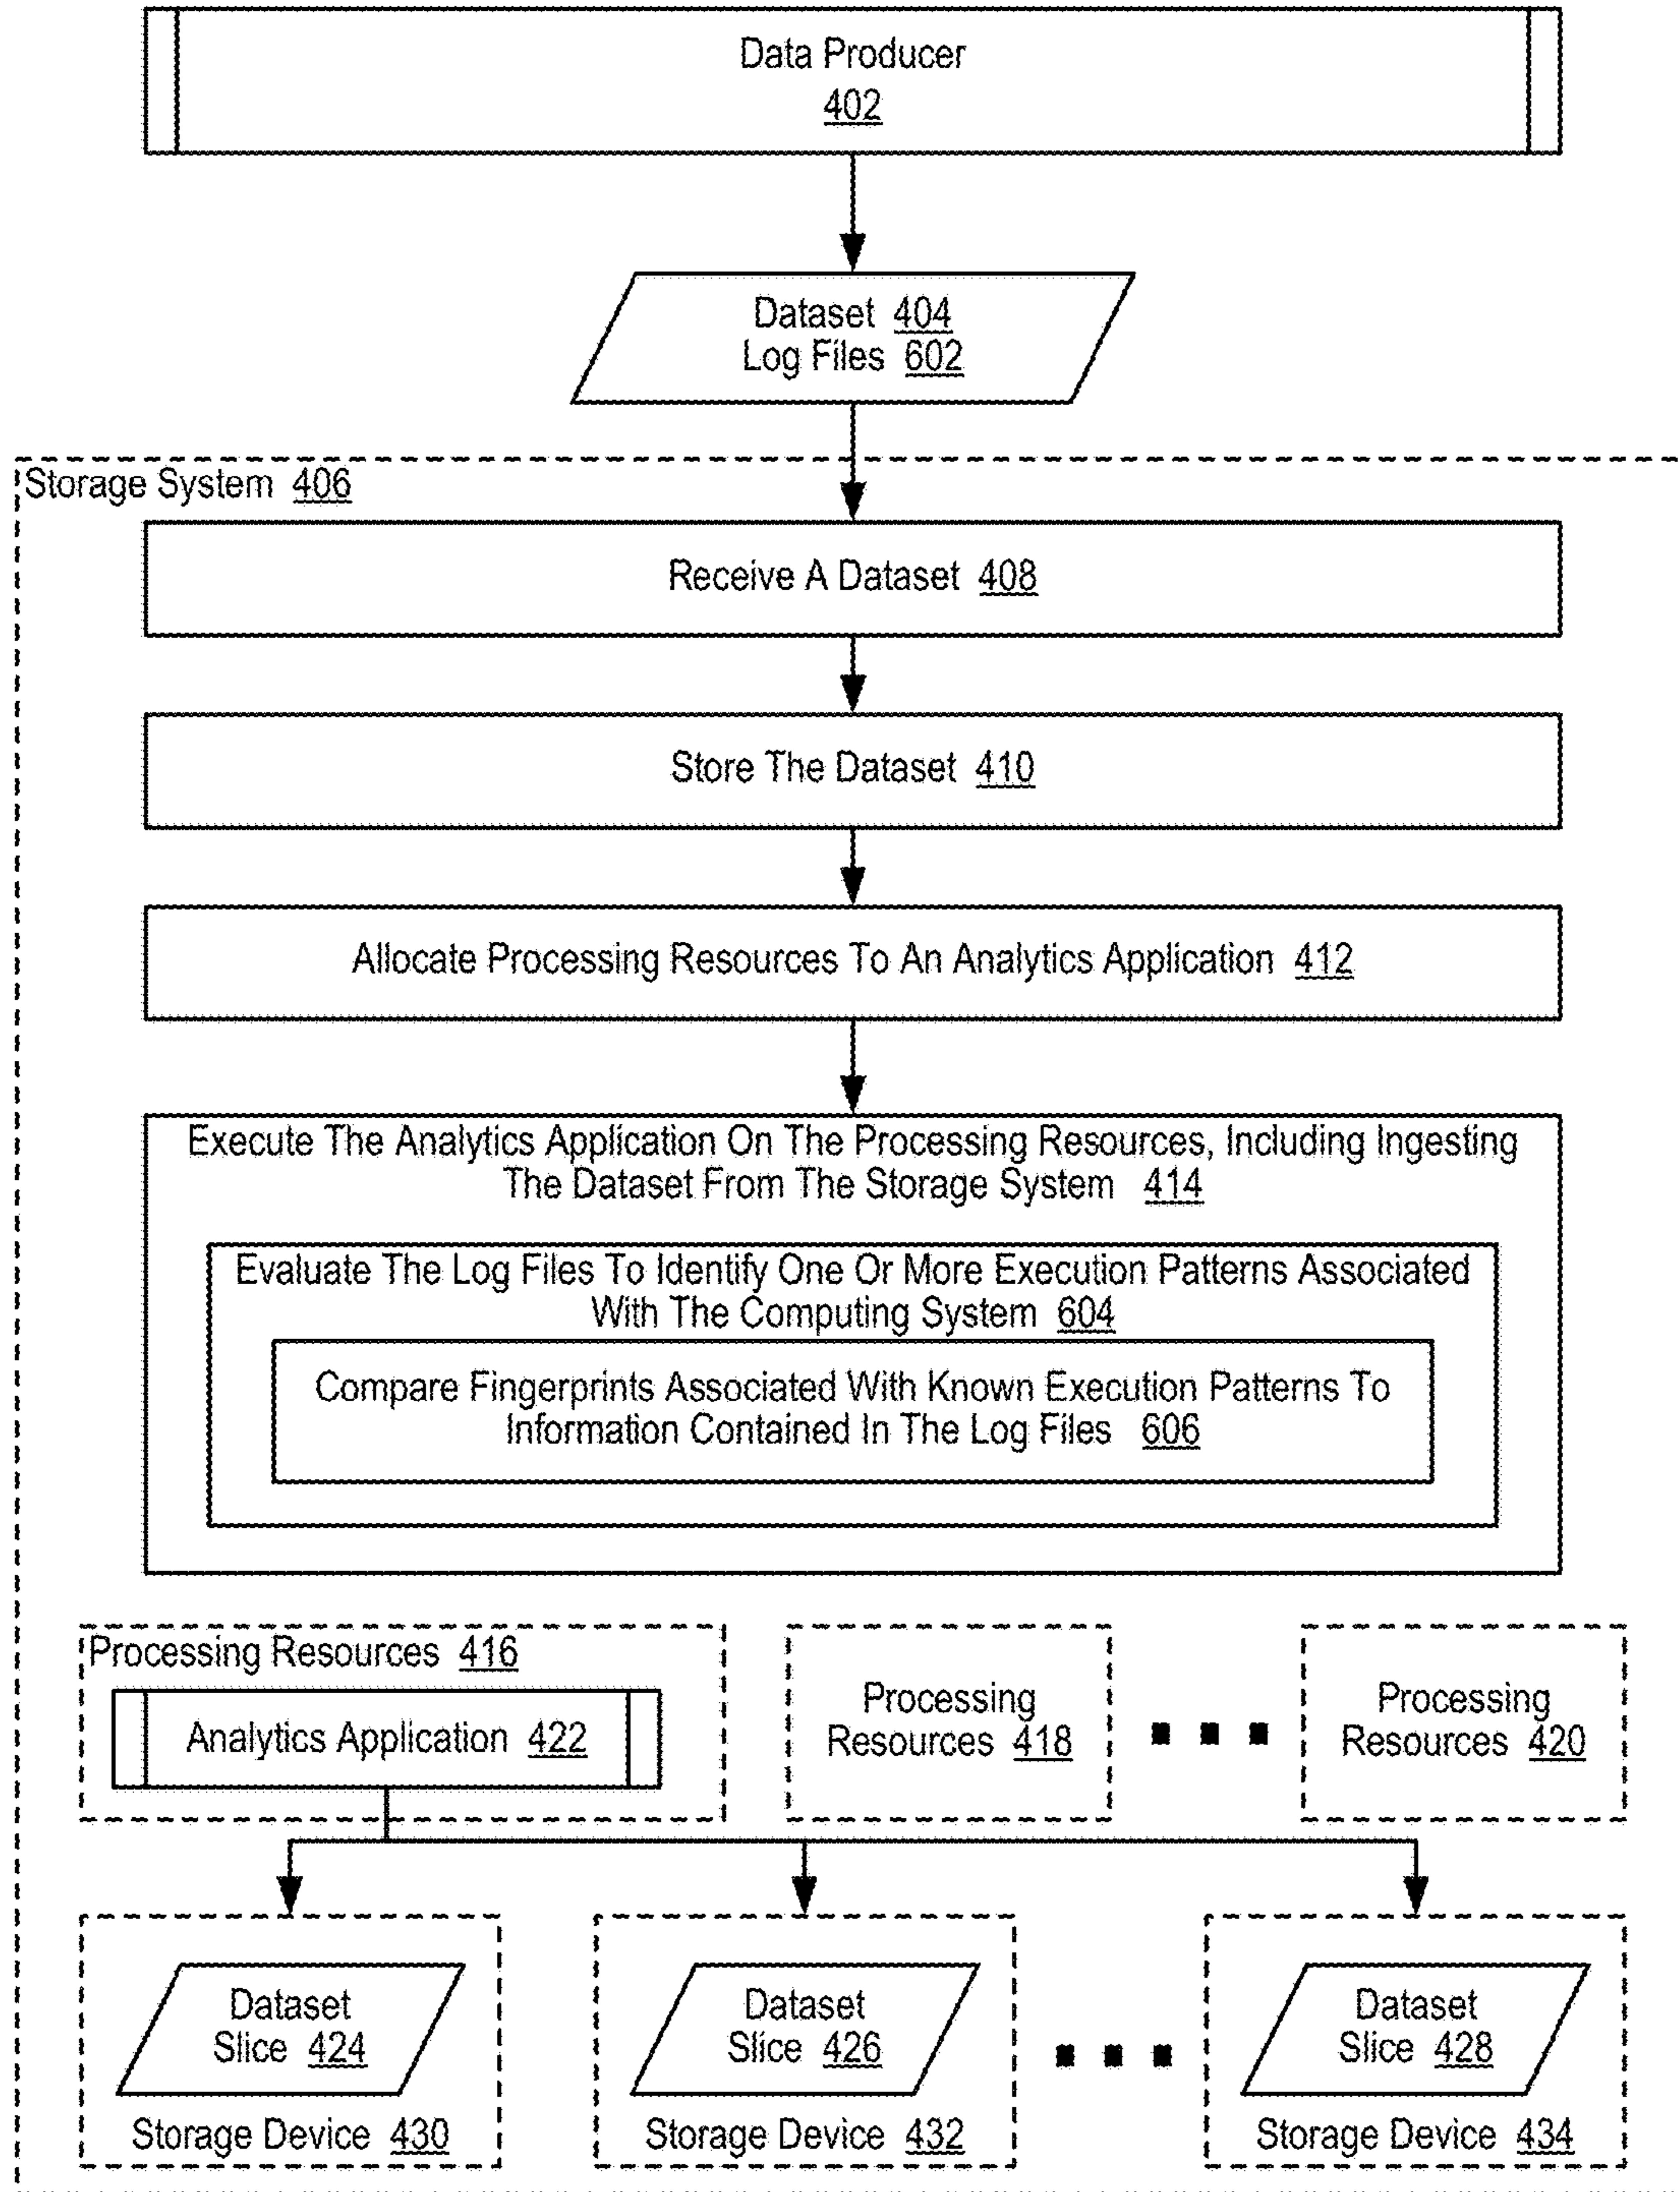 Data Producer
402
Dataset 404
Log Files 602
Storage System 406
Receive A Dataset 408
Store The Dataset 410
Allocate Processing Resources To An Analytics Application 412
Execute The Analytics Application On The Processing Resources, Including Ingesting
The Dataset From The Storage System 414
Evaluate The Log Files To Identify One Or More Execution Patterns Associated
With The Computing System 604
Compare Fingerprints Associated With Known Execution Patterns To
Information Contained In The Log Files 606
Processing Resources 416
Analytics Application 422
Processing
Resources 418
Processing
Resources 420
Dataset
Slice 424
Storage Device 430
Dataset
Slice 426
Storage Device 432
Dataset
Slice 428
Storage Device 434